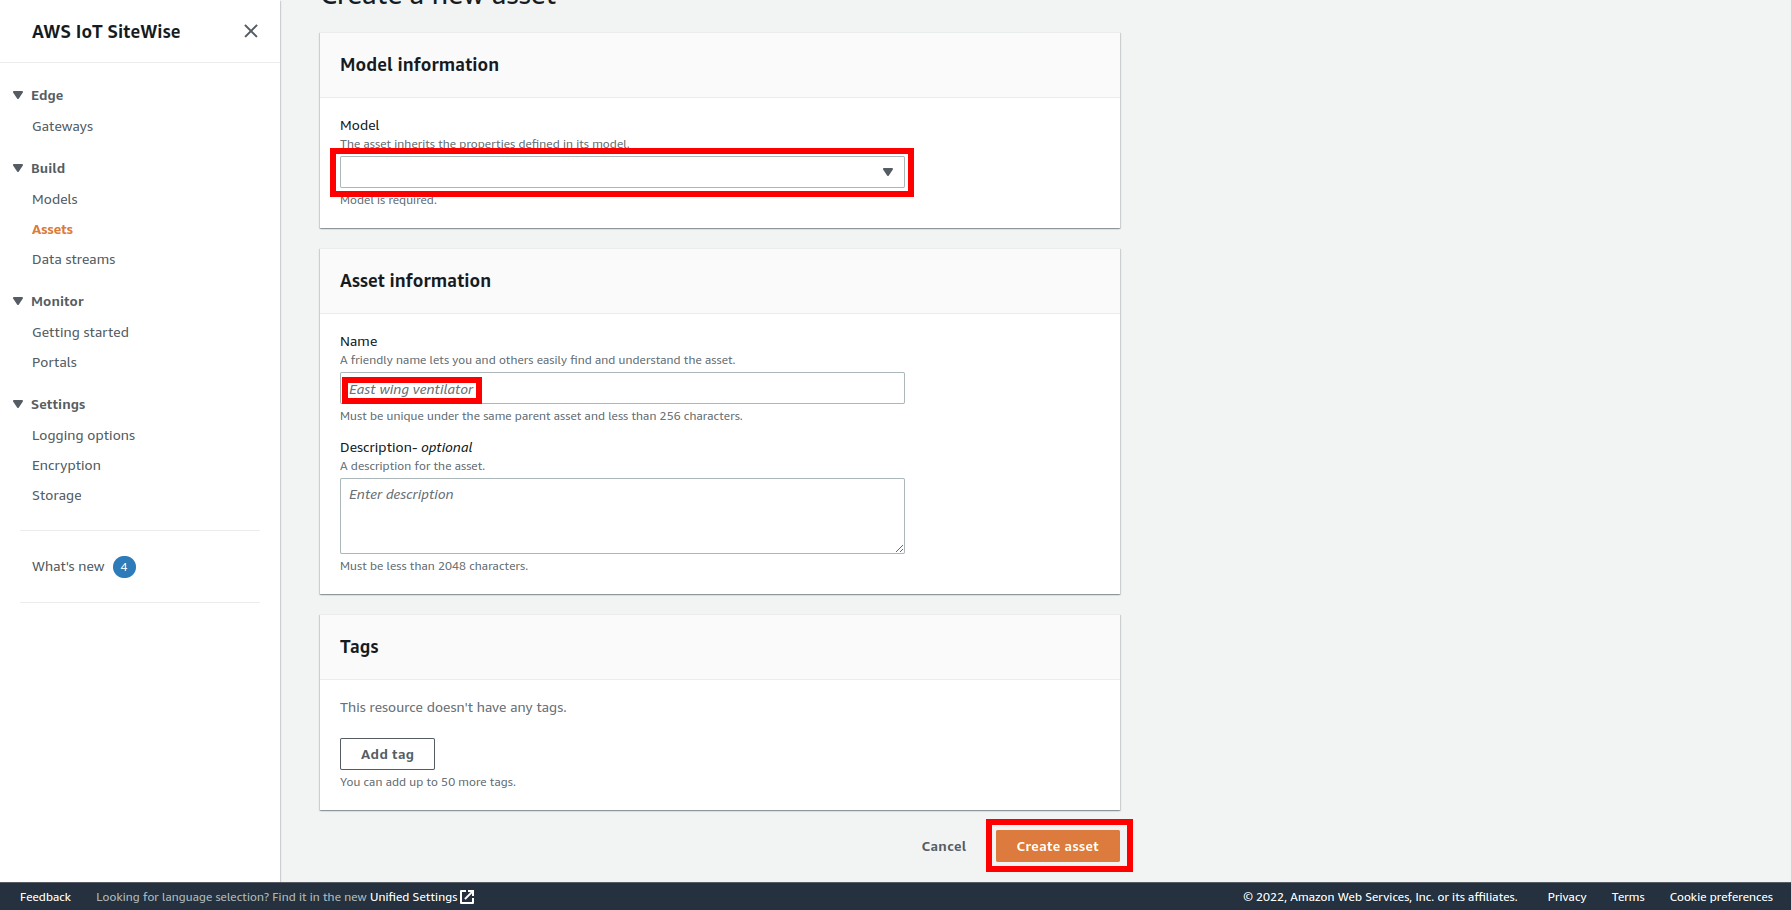 Create a new asset
AWS IoT SiteWise
Edge
Gateways
Build
Models
Assets
Data streams
Monitor
Getting started
Portals
Settings
Logging options
Encryption
Storage
What's new 4
Model information
Model
The asset inherits the properties defined in its model.
Model is required.
Asset information
Name
A friendly name lets you and others easily find and understand the asset.
East wing ventilator
Must be unique under the same parent asset and less than 256 characters.
Description- optional
A description for the asset.
Enter description
Must be less than 2048 characters.
Tags
This resource doesn't have any tags.
Add tag
You can add up to 50 more tags.
Cancel Create asset
Feedback Looking for language selection? Find it in the new Unified Settings © 2022, Amazon Web Services, Inc. or its affiliates. Privacy Terms Cookie preferences